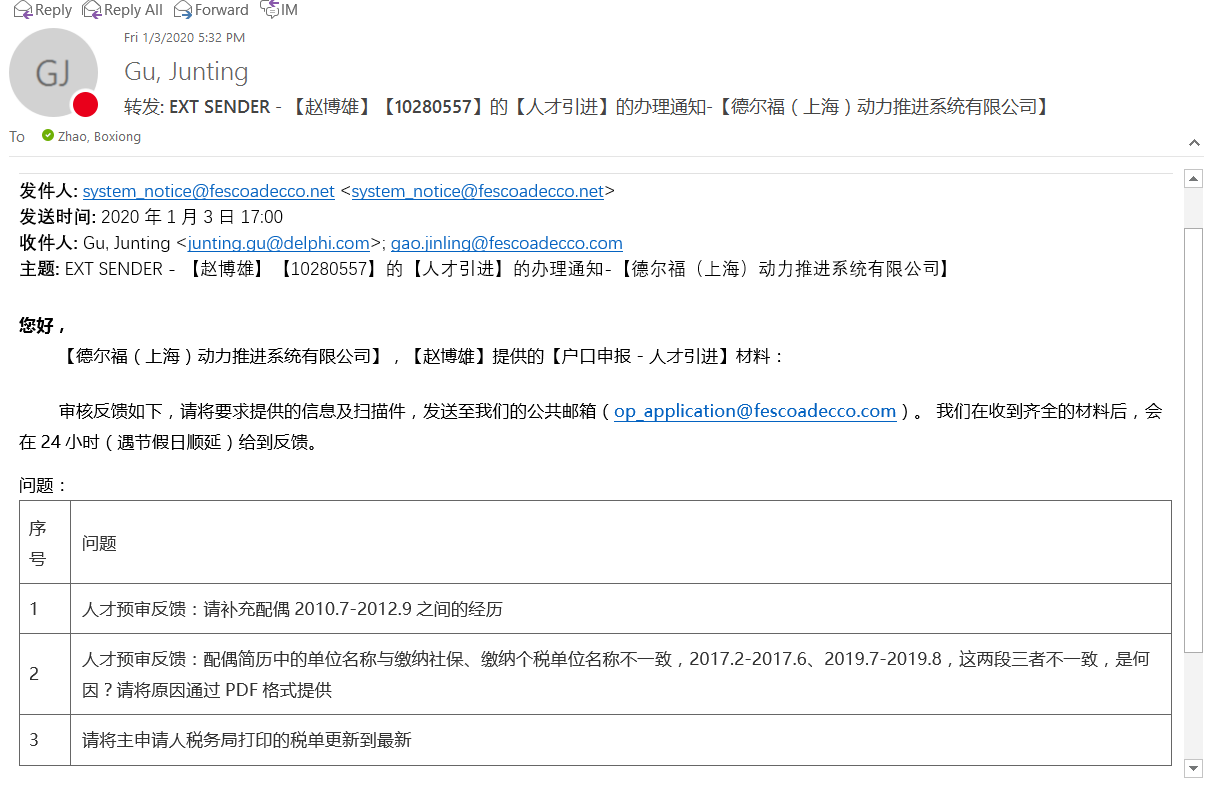 Reply Reply All Forward IM
Fri 1/3/2020 5:32 PM
GJ
Gu, Junting
转发: EXT SENDER - 【赵博雄】【10280557】的【人才引进】的办理通知-【德尔福（上海）动力推进系统有限公司】
To Zhao, Boxiong
发件人: system_notice@fescoadecco.net <system_notice@fescoadecco.net>
发送时间: 2020 年 1 月 3 日 17:00
收件人: Gu, Junting <junting.gu@delphi.com>; gao.jinling@fescoadecco.com
主题: EXT SENDER - 【赵博雄】【10280557】的【人才引进】的办理通知-【德尔福（上海）动力推进系统有限公司】
您好，
【德尔福（上海）动力推进系统有限公司】，【赵博雄】提供的【户口申报 - 人才引进】材料：
审核反馈如下，请将要求提供的信息及扫描件，发送至我们的公共邮箱（op_application@fescoadecco.com）。 我们在收到齐全的材料后，会
在 24 小时（遇节假日顺延）给到反馈。
问题：
序
号
问题
1 人才预审反馈：请补充配偶 2010.7-2012.9 之间的经历
2 人才预审反馈：配偶简历中的单位名称与缴纳社保、缴纳个税单位名称不一致，2017.2-2017.6、2019.7-2019.8，这两段三者不一致，是何
因？请将原因通过 PDF 格式提供
3 请将主申请人税务局打印的税单更新到最新